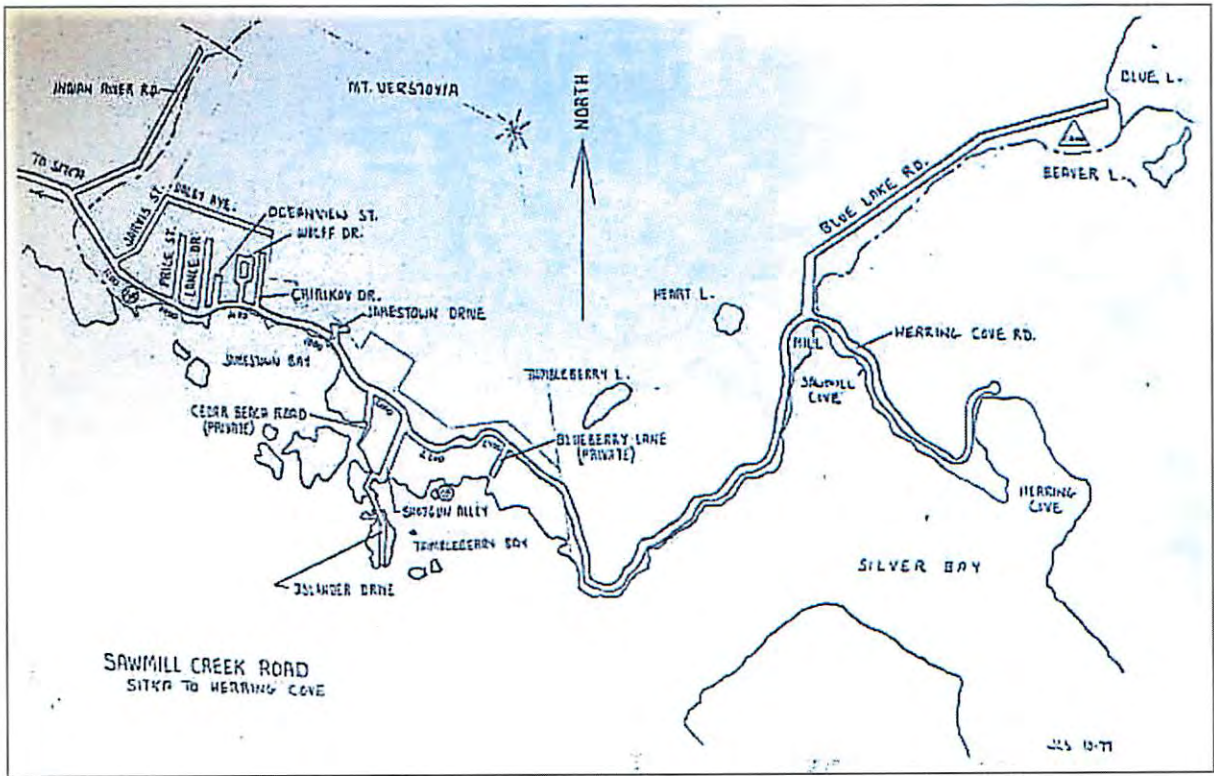 INDIAN RIVER RD.
MT. VERSTOVIA
NORTH
BLUE L.
BEAVER L.
TO SITKA
JARVIS ST.
DALEY AVE.
OCEANVIEW ST.
WOLFF DR.
PRICE ST.
LANCE DR.
CHIRIKOV DR.
JAMESTOWN DRIVE
BLUE LAKE RD.
HEART L.
HERRING COVE RD.
MILL
SAWMILL
COVE
JAMESTOWN BAY
THIMBLEBERRY L.
CEDAR BEACH ROAD
(PRIVATE)
BLUEBERRY LANE
(PRIVATE)
SHOTGUN ALLEY
THIMBLEBERRY BAY
ISLANDER DRIVE
HERRING
COVE
SILVER BAY
SAWMILL CREEK ROAD
SITKA TO HERRING COVE